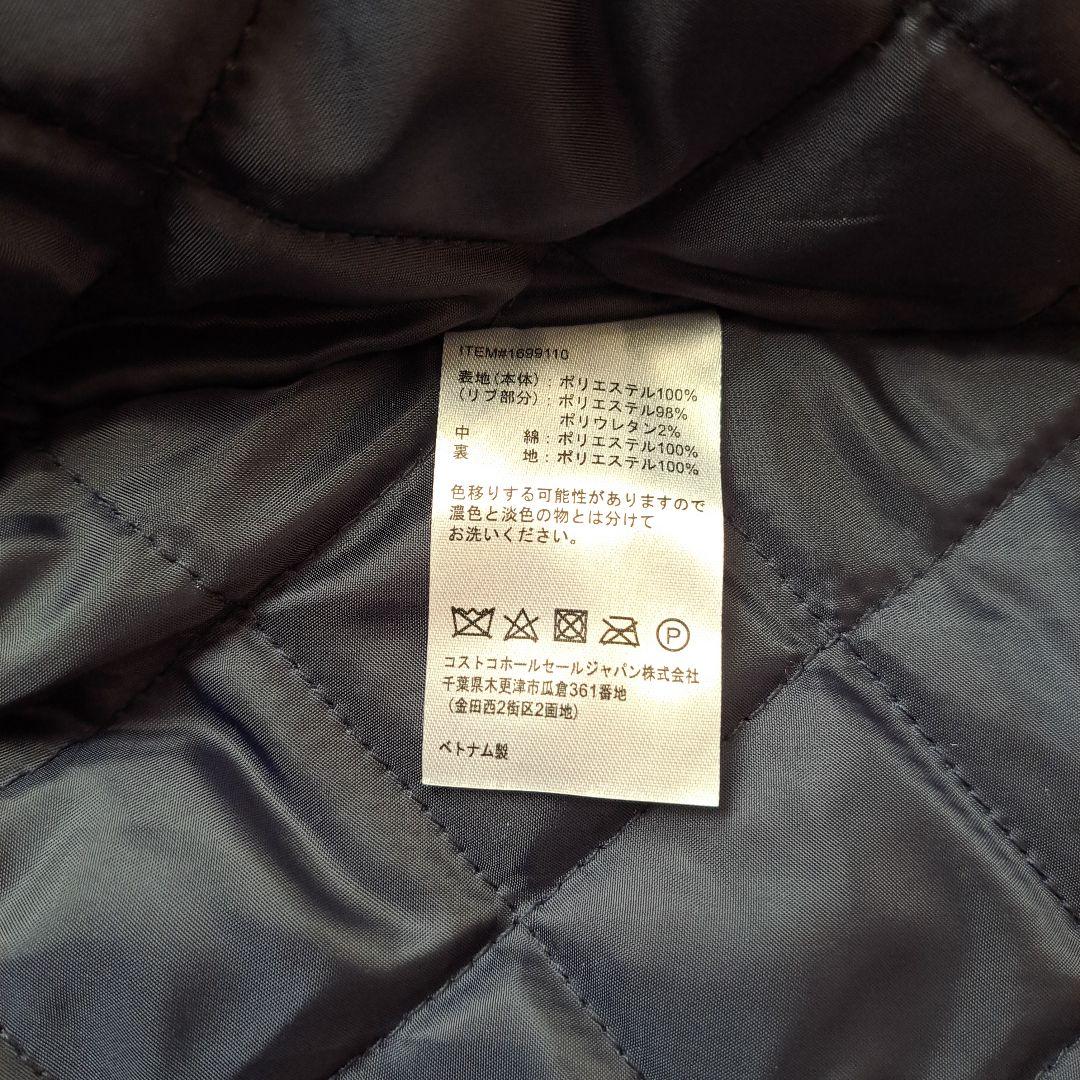 ITEM#1699110
表地(本体)：ポリエステル100%
(リブ部分)：ポリエステル98%
ポリウレタン2%
中 綿：ポリエステル100%
裏 地：ポリエステル100%
色移りする可能性がありますので
濃色と淡色の物とは分けて
お洗いください。
P
コストコホールセールジャパン株式会社
千葉県木更津市瓜倉361番地
(金田西2街区2画地)
ベトナム製